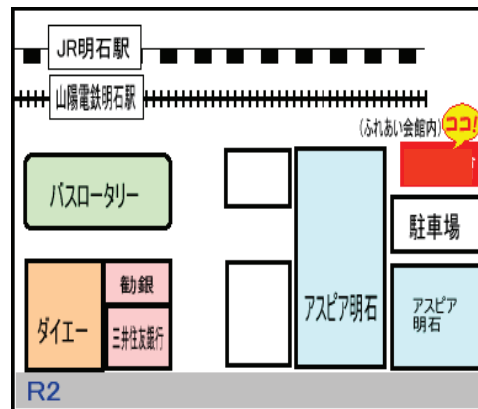 JR明石駅
山陽電鉄明石駅
(ふれあい会館内)
ココ!
バスロータリー
駐車場
勧銀
ダイエー
三井住友銀行
アスピア明石
アスピア
明石
R2